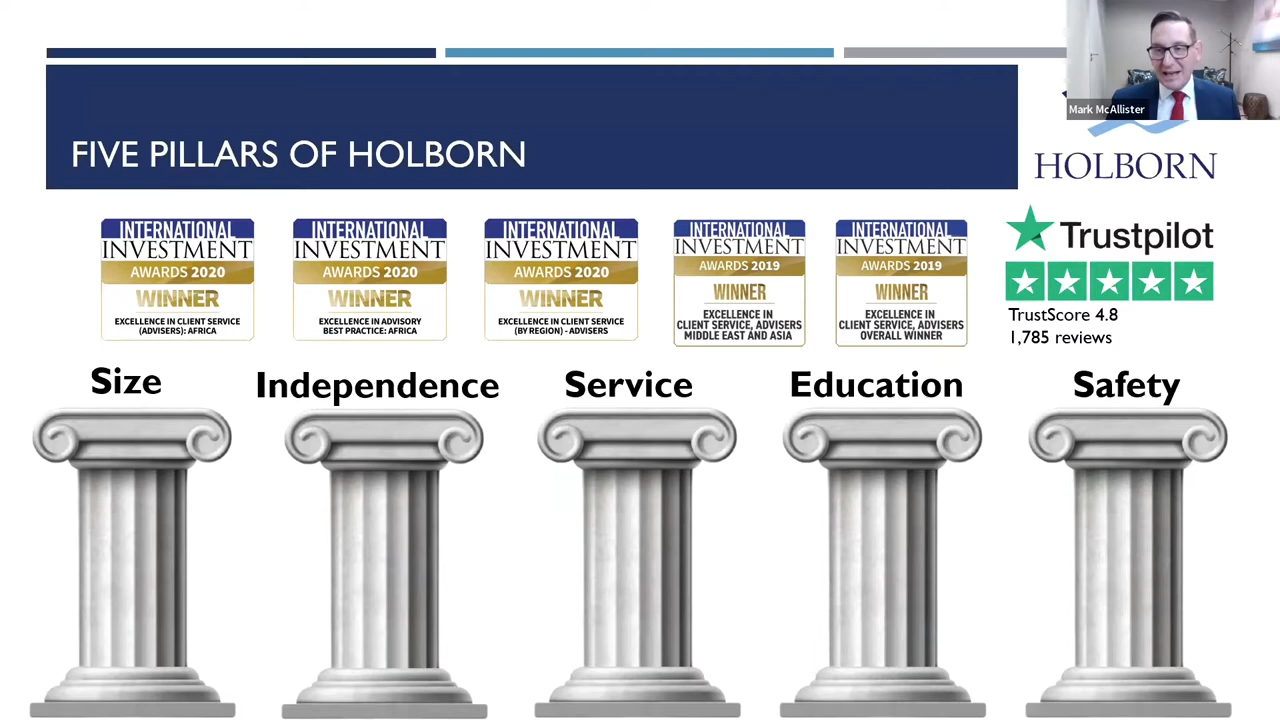 Mark McAllister
FIVE PILLARS OF HOLBORN
HOLBORN
INTERNATIONAL
INVESTMENT
AWARDS 2020
WINNER
EXCELLENCE IN CLIENT SERVICE
(ADVISERS): AFRICA
INTERNATIONAL
INVESTMENT
AWARDS 2020
WINNER
EXCELLENCE IN ADVISORY
BEST PRACTICE: AFRICA
INTERNATIONAL
INVESTMENT
AWARDS 2020
WINNER
EXCELLENCE IN CLIENT SERVICE
(BY REGION) - ADVISERS
INTERNATIONAL
INVESTMENT
AWARDS 2019
WINNER
EXCELLENCE IN
CLIENT SERVICE, ADVISERS
MIDDLE EAST AND ASIA
INTERNATIONAL
INVESTMENT
AWARDS 2019
WINNER
EXCELLENCE IN
CLIENT SERVICE, ADVISERS
OVERALL WINNER
Trustpilot
TrustScore 4.8
1,785 reviews
Size
Independence
Service
Education
Safety